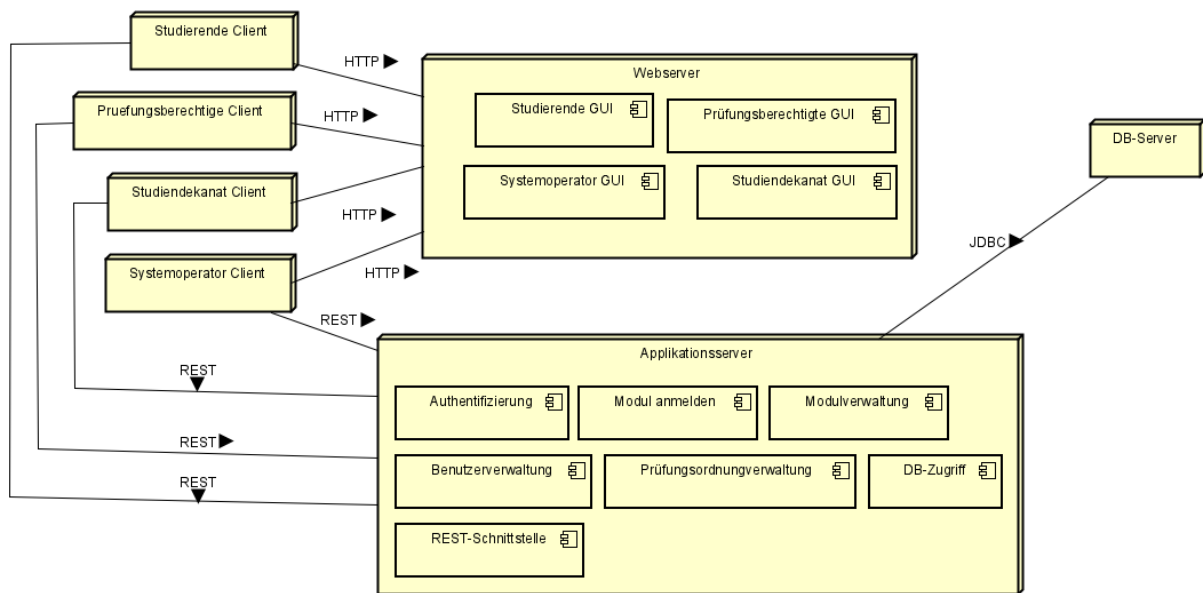 Studierende Client
HTTP
Webserver
Studierende GUI
Prüfungsberechtigte GUI
Pruefungsberechtige Client
HTTP
DB-Server
Systemoperator GUI
Studiendekanat GUI
Studiendekanat Client
HTTP
JDBC
Systemoperator Client
HTTP
REST
Applikationsserver
REST
Authentifizierung
Modul anmelden
Modulverwaltung
REST
Benutzerverwaltung
Prüfungsordnungverwaltung
DB-Zugriff
REST
REST-Schnittstelle